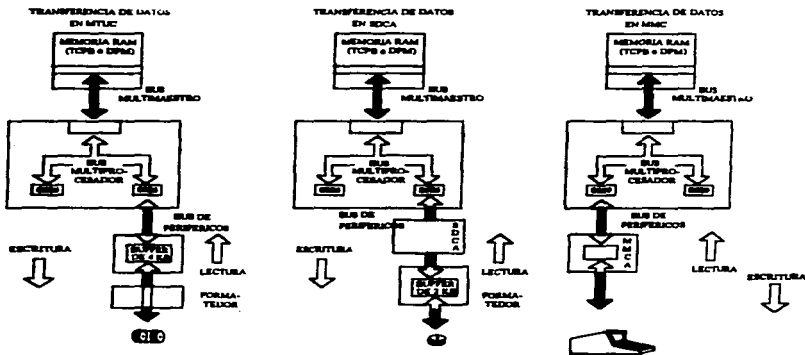 TRANSFERENCIA DE DATOS
EN MTUC
MEMORIA RAM
(TCPB o DPM)
BUS
MULTIMAESTRO
BUS
MULTIPRO-
CESADOR
BUS DE
PERIFERICOS
BUFFER
DE 4 KB
ESCRITURA
LECTURA
FORMA-
TEDOR
TRANSFERENCIA DE DATOS
EN SDCA
MEMORIA RAM
(TCPB o DPM)
BUS
MULTIMAESTRO
BUS
MULTIPRO-
CESADOR
BUS DE
PERIFERICOS
SDCA
BUFFER
DE 2 KB
ESCRITURA
LECTURA
FORMA-
TEDOR
TRANSFERENCIA DE DATOS
EN MMC
MEMORIA RAM
(TCPB o DPM)
BUS
MULTIMAESTRO
BUS
MULTIPRO-
CESADOR
BUS DE
PERIFERICOS
MMCA
LECTURA
ESCRITURA